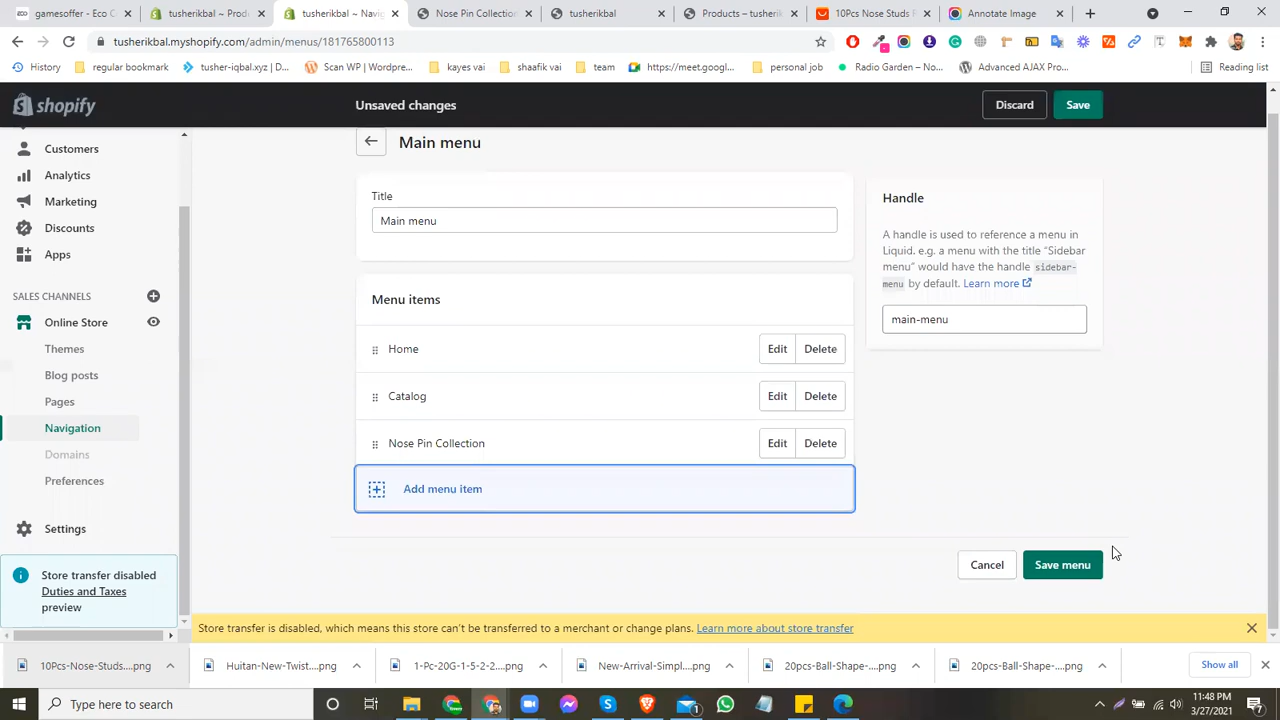 gamesoffer - Eco C
tusherikbal ~ Produ
tusherikbal ~ Navig
Nose Pin Collection
tusherikbal
Products – tusherik
10Pcs Nose Studs B
Annotate Image
tusherikbal.myshopify.com/admin/menus/181765800113
History
regular bookmark
tusher-iqbal.xyz | D...
Scan WP | (Wordpr...
kayes vai
shaafik vai
team
https://meet.googl...
personal job
Radio Garden – No...
Advanced AJAX Pro...
Reading list
shopify
Unsaved changes
Discard
Save
Customers
Analytics
Marketing
Discounts
Apps
SALES CHANNELS
Online Store
Themes
Blog posts
Pages
Navigation
Domains
Preferences
Settings
Store transfer disabled
Duties and Taxes
preview
Main menu
Title
Main menu
Menu items
Home
Edit
Delete
Catalog
Edit
Delete
Nose Pin Collection
Edit
Delete
Add menu item
Handle
A handle is used to reference a menu in
Liquid. e.g. a menu with the title “Sidebar
menu” would have the handle sidebar-
menu by default. Learn more
main-menu
Cancel
Save menu
Store transfer is disabled, which means this store can’t be transferred to a merchant or change plans. Learn more about store transfer
10Pcs-Nose-Studs....png
Huitan-New-Twist....png
1-Pc-20G-1-5-2-2....png
New-Arrival-Simpl....png
20pcs-Ball-Shape-....png
20pcs-Ball-Shape-....png
Show all
Type here to search
11:48 PM
3/27/2021